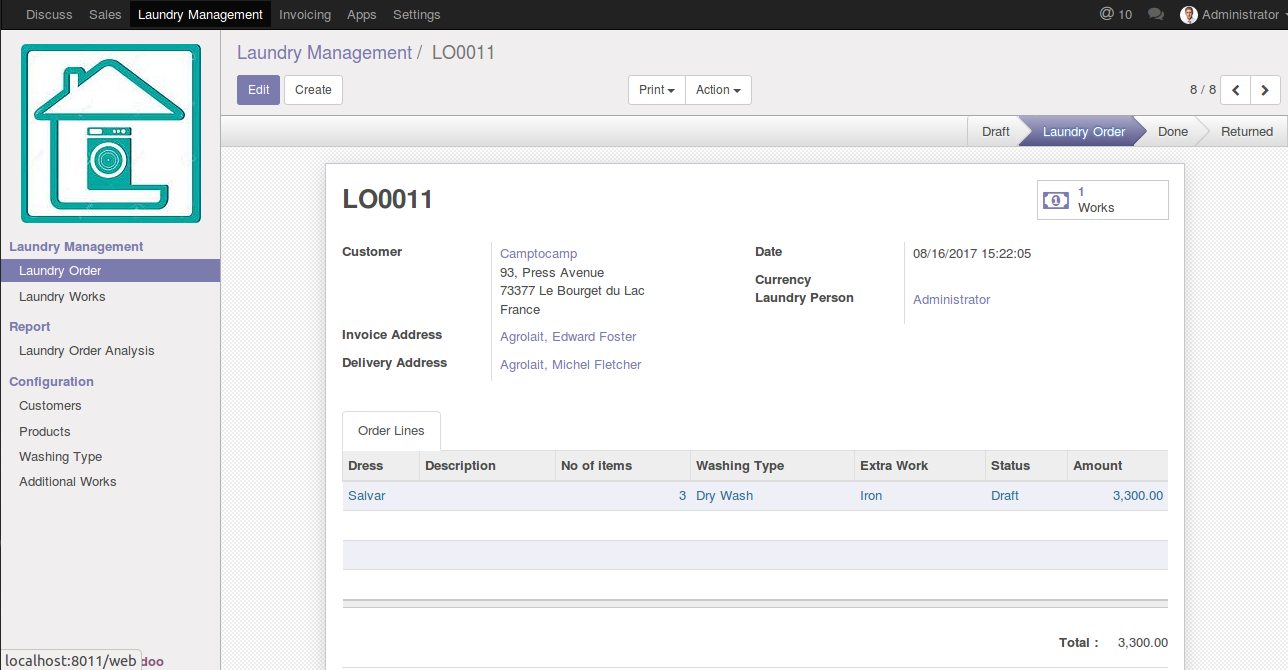 Discuss Sales Laundry Management Invoicing Apps Settings @ 10 Administrator
Laundry Management / LO0011
Edit Create Print Action 8 / 8
Draft Laundry Order Done Returned
LO0011
1
Works
Laundry Management
Laundry Order
Laundry Works
Report
Laundry Order Analysis
Configuration
Customers
Products
Washing Type
Additional Works
Customer
Camptocamp
93, Press Avenue
73377 Le Bourget du Lac
France
Invoice Address Agrolait, Edward Foster
Delivery Address Agrolait, Michel Fletcher
Date 08/16/2017 15:22:05
Currency
Laundry Person Administrator
Order Lines
Dress Description No of items Washing Type Extra Work Status Amount
Salvar 3 Dry Wash Iron Draft 3,300.00
Total : 3,300.00
localhost:8011/web doo